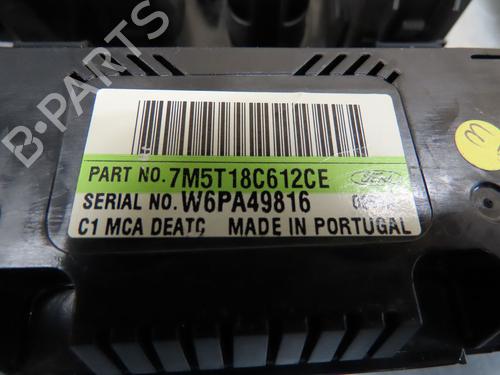 B-PARTS
PART NO. 7M5T18C612CE Ford
SERIAL NO. W6PA49816
C1 MCA DEATC MADE IN PORTUGAL